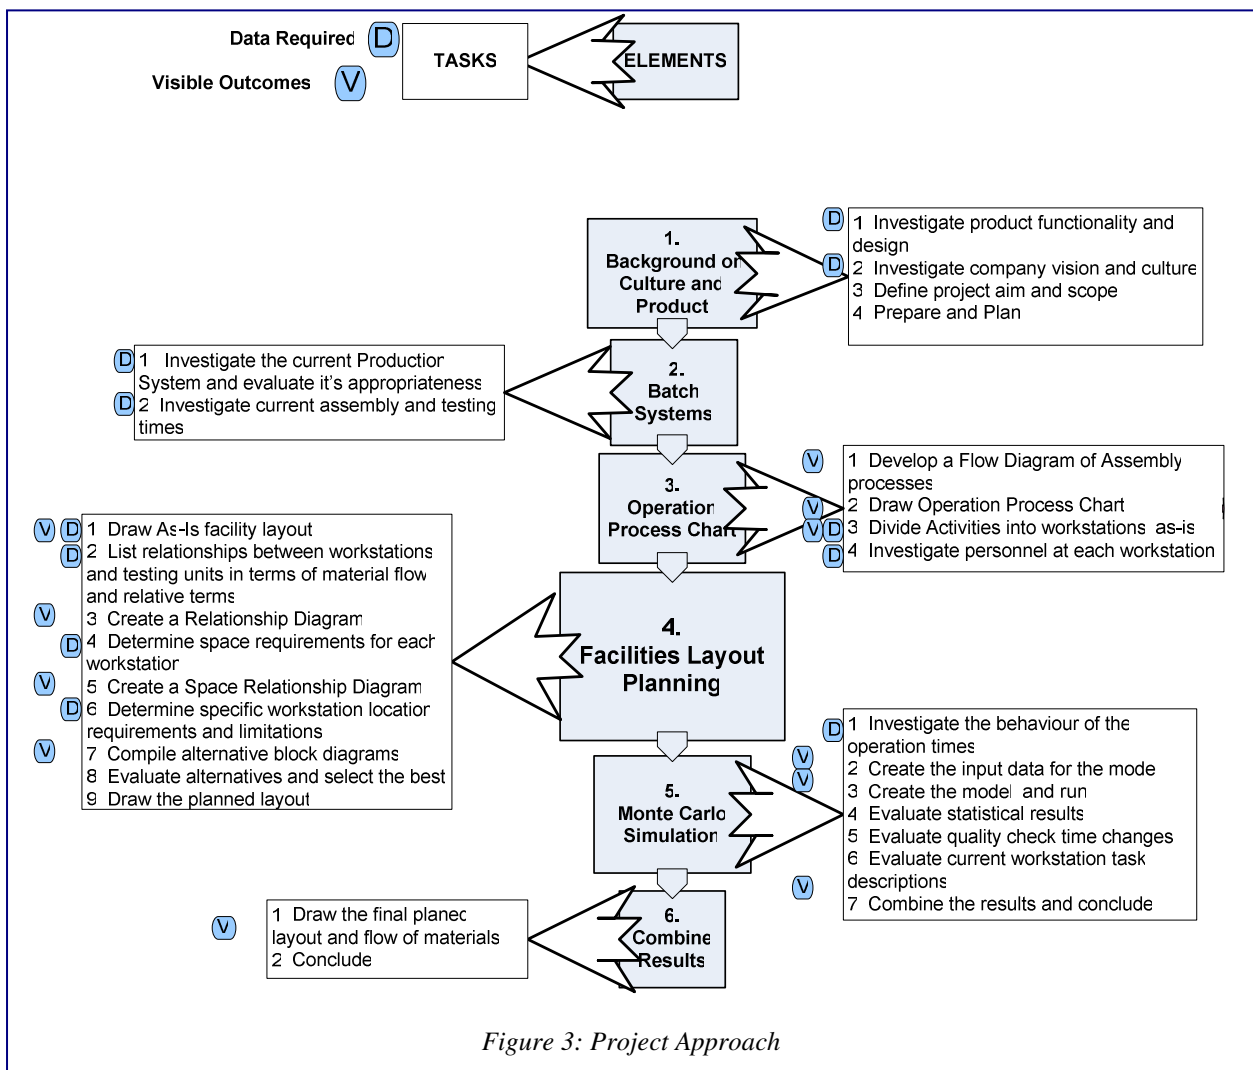 Data Required D
Visible Outcomes V
TASKS
ELEMENTS
1.
Background on
Culture and
Product
D
D
1 Investigate product functionality and
design
2 Investigate company vision and culture
3 Define project aim and scope
4 Prepare and Plan
D
D
1 Investigate the current Production
System and evaluate it's appropriateness
2 Investigate current assembly and testing
times
2.
Batch
Systems
3.
Operation
Process Chart
V
V
V D
D
1 Develop a Flow Diagram of Assembly
processes
2 Draw Operation Process Chart
3 Divide Activities into workstations as-is
4 Investigate personnel at each workstation
V D
D
V
D
V
D
V
1 Draw As-Is facility layout
2 List relationships between workstations
and testing units in terms of material flow
and relative terms
3 Create a Relationship Diagram
4 Determine space requirements for each
workstation
5 Create a Space Relationship Diagram
6 Determine specific workstation location
requirements and limitations
7 Compile alternative block diagrams
8 Evaluate alternatives and select the best
9 Draw the planned layout
4.
Facilities Layout
Planning
5.
Monte Carlo
Simulation
D
V
V
V
1 Investigate the behaviour of the
operation times
2 Create the input data for the mode
3 Create the model and run
4 Evaluate statistical results
5 Evaluate quality check time changes
6 Evaluate current workstation task
descriptions
7 Combine the results and conclude
V
1 Draw the final planed
layout and flow of materials
2 Conclude
6.
Combine
Results
Figure 3: Project Approach